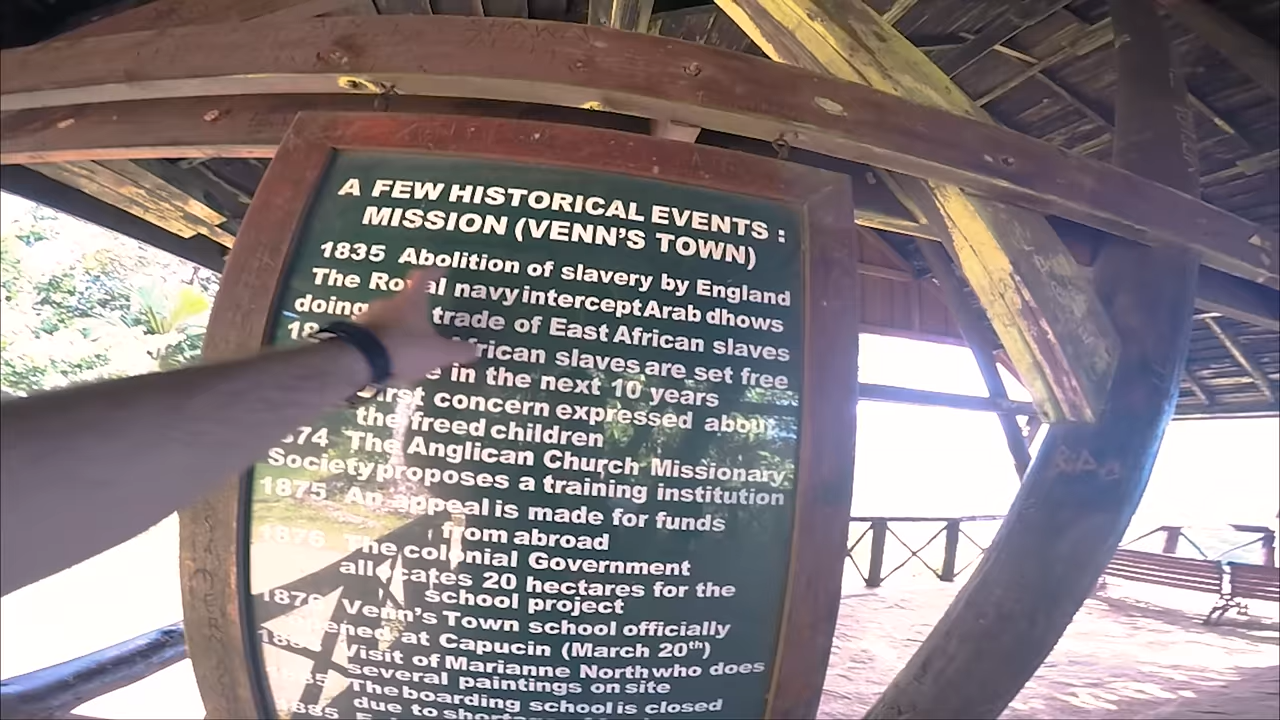 A FEW HISTORICAL EVENTS :
MISSION (VENN'S TOWN)
1835 Abolition of slavery by England
The Royal navy intercept Arab dhows
doing trade of East African slaves
African slaves are set free
in the next 10 years
First concern expressed about
the freed children
The Anglican Church Missionary
Society proposes a training institution
1875 An appeal is made for funds
from abroad
1876 The colonial Government
allocates 20 hectares for the
school project
1876 Venn's Town school officially
opened at Capucin (March 20th)
Visit of Marianne North who does
several paintings on site
The boarding school is closed
due to
1885